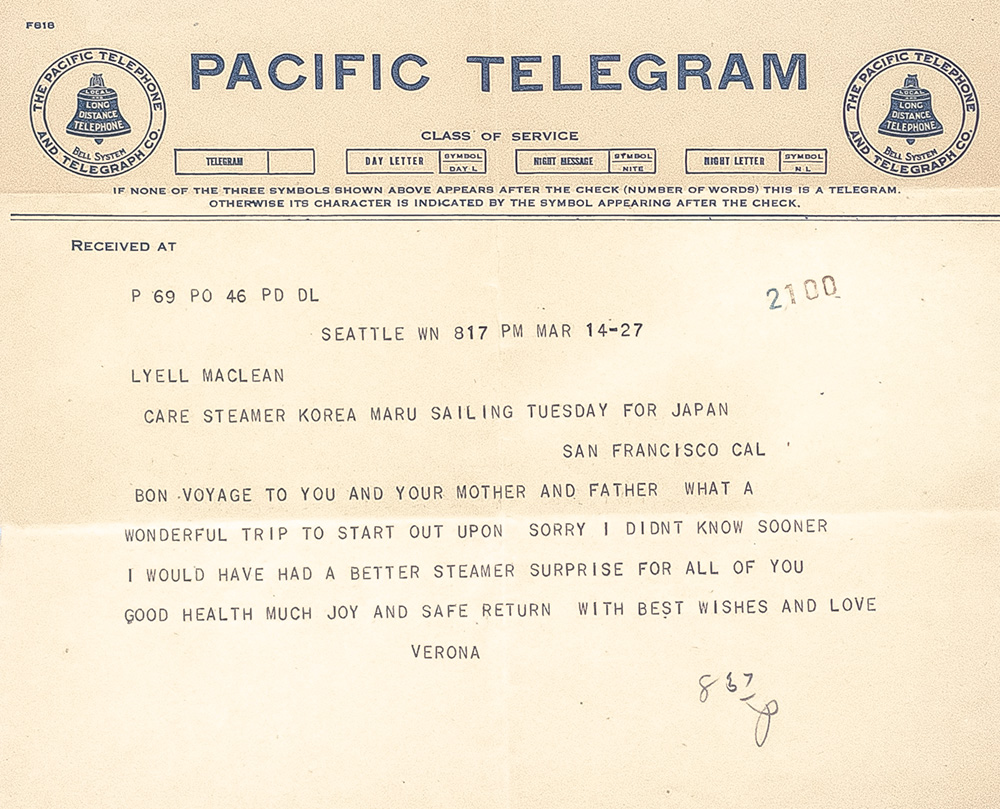 F818
PACIFIC TELEGRAM
THE PACIFIC TELEPHONE AND TELEGRAPH CO.
LOCAL AND LONG DISTANCE TELEPHONE
BELL SYSTEM
THE PACIFIC TELEPHONE AND TELEGRAPH CO.
LOCAL AND LONG DISTANCE TELEPHONE
BELL SYSTEM
CLASS OF SERVICE
TELEGRAM DAY LETTER SYMBOL DAY L NIGHT MESSAGE SYMBOL NITE NIGHT LETTER SYMBOL N L
IF NONE OF THE THREE SYMBOLS SHOWN ABOVE APPEARS AFTER THE CHECK (NUMBER OF WORDS) THIS IS A TELEGRAM.
OTHERWISE ITS CHARACTER IS INDICATED BY THE SYMBOL APPEARING AFTER THE CHECK.
RECEIVED AT
P 69 PO 46 PD DL
2100
SEATTLE WN 817 PM MAR 14-27
LYELL MACLEAN
CARE STEAMER KOREA MARU SAILING TUESDAY FOR JAPAN
SAN FRANCISCO CAL
BON VOYAGE TO YOU AND YOUR MOTHER AND FATHER WHAT A
WONDERFUL TRIP TO START OUT UPON SORRY I DIDNT KNOW SOONER
I WOULD HAVE HAD A BETTER STEAMER SURPRISE FOR ALL OF YOU
GOOD HEALTH MUCH JOY AND SAFE RETURN WITH BEST WISHES AND LOVE
VERONA
837